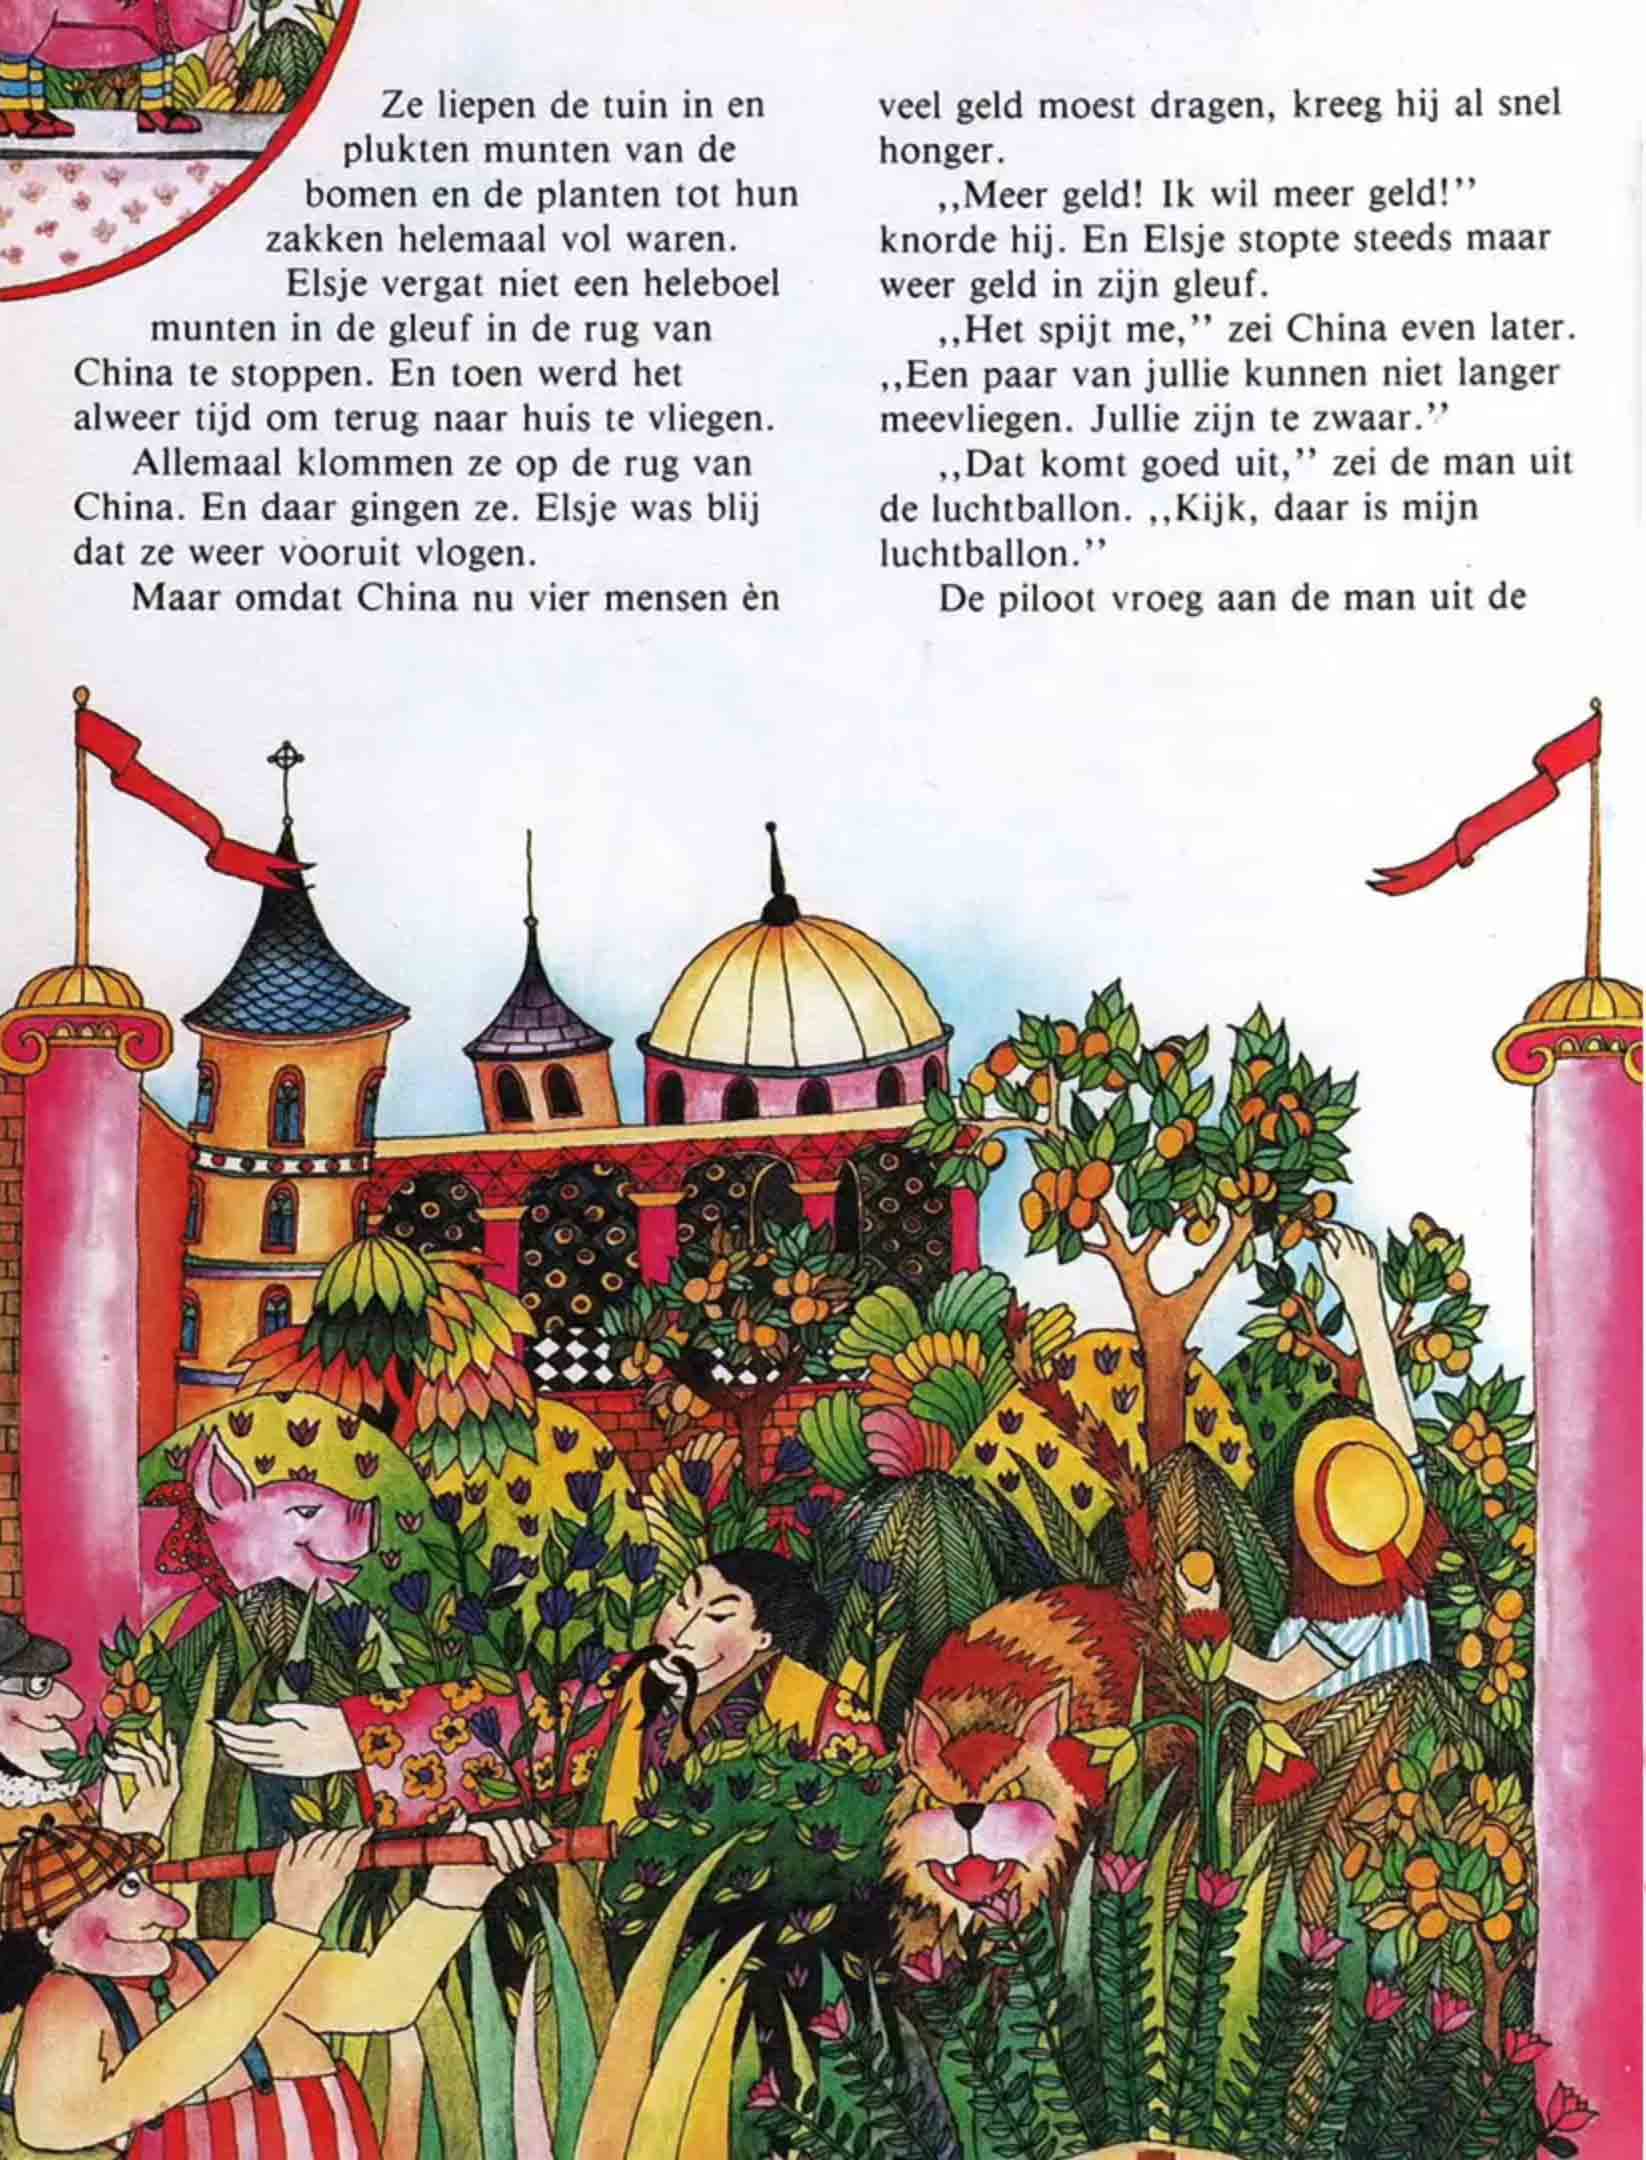 Ze liepen de tuin in en
plukten munten van de
bomen en de planten tot hun
zakken helemaal vol waren.
Elsje vergat niet een heleboel
munten in de gleuf in de rug van
China te stoppen. En toen werd het
alweer tijd om terug naar huis te vliegen.
Allemaal klommen ze op de rug van
China. En daar gingen ze. Elsje was blij
dat ze weer vooruit vlogen.
Maar omdat China nu vier mensen èn
veel geld moest dragen, kreeg hij al snel
honger.
,,Meer geld! Ik wil meer geld!’’
knorde hij. En Elsje stopte steeds maar
weer geld in zijn gleuf.
,,Het spijt me,’’ zei China even later.
,,Een paar van jullie kunnen niet langer
meevliegen. Jullie zijn te zwaar.’’
,,Dat komt goed uit,’’ zei de man uit
de luchtballon. ,,Kijk, daar is mijn
luchtballon.’’
De piloot vroeg aan de man uit de